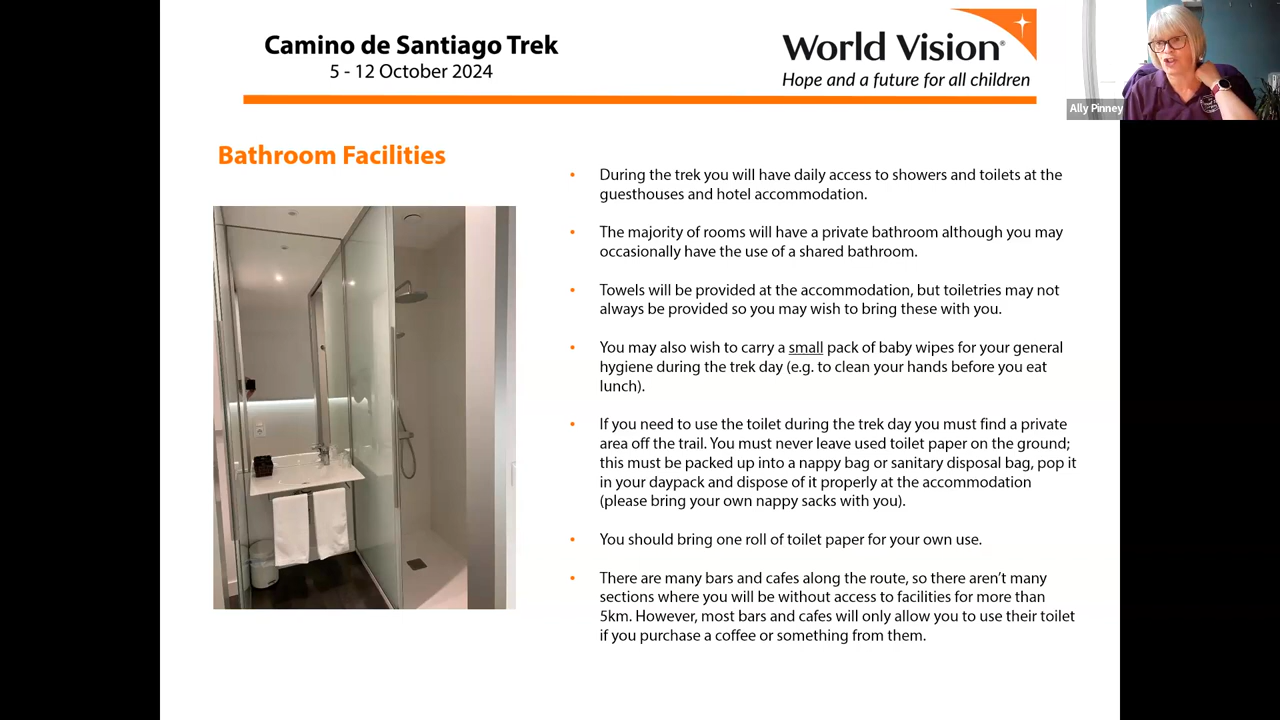 Camino de Santiago Trek
5 - 12 October 2024
World Vision®
Hope and a future for all children
Ally Pinney
Bathroom Facilities
• During the trek you will have daily access to showers and toilets at the
guesthouses and hotel accommodation.
• The majority of rooms will have a private bathroom although you may
occasionally have the use of a shared bathroom.
• Towels will be provided at the accommodation, but toiletries may not
always be provided so you may wish to bring these with you.
• You may also wish to carry a small pack of baby wipes for your general
hygiene during the trek day (e.g. to clean your hands before you eat
lunch).
• If you need to use the toilet during the trek day you must find a private
area off the trail. You must never leave used toilet paper on the ground;
this must be packed up into a nappy bag or sanitary disposal bag, pop it
in your daypack and dispose of it properly at the accommodation
(please bring your own nappy sacks with you).
• You should bring one roll of toilet paper for your own use.
• There are many bars and cafes along the route, so there aren’t many
sections where you will be without access to facilities for more than
5km. However, most bars and cafes will only allow you to use their toilet
if you purchase a coffee or something from them.